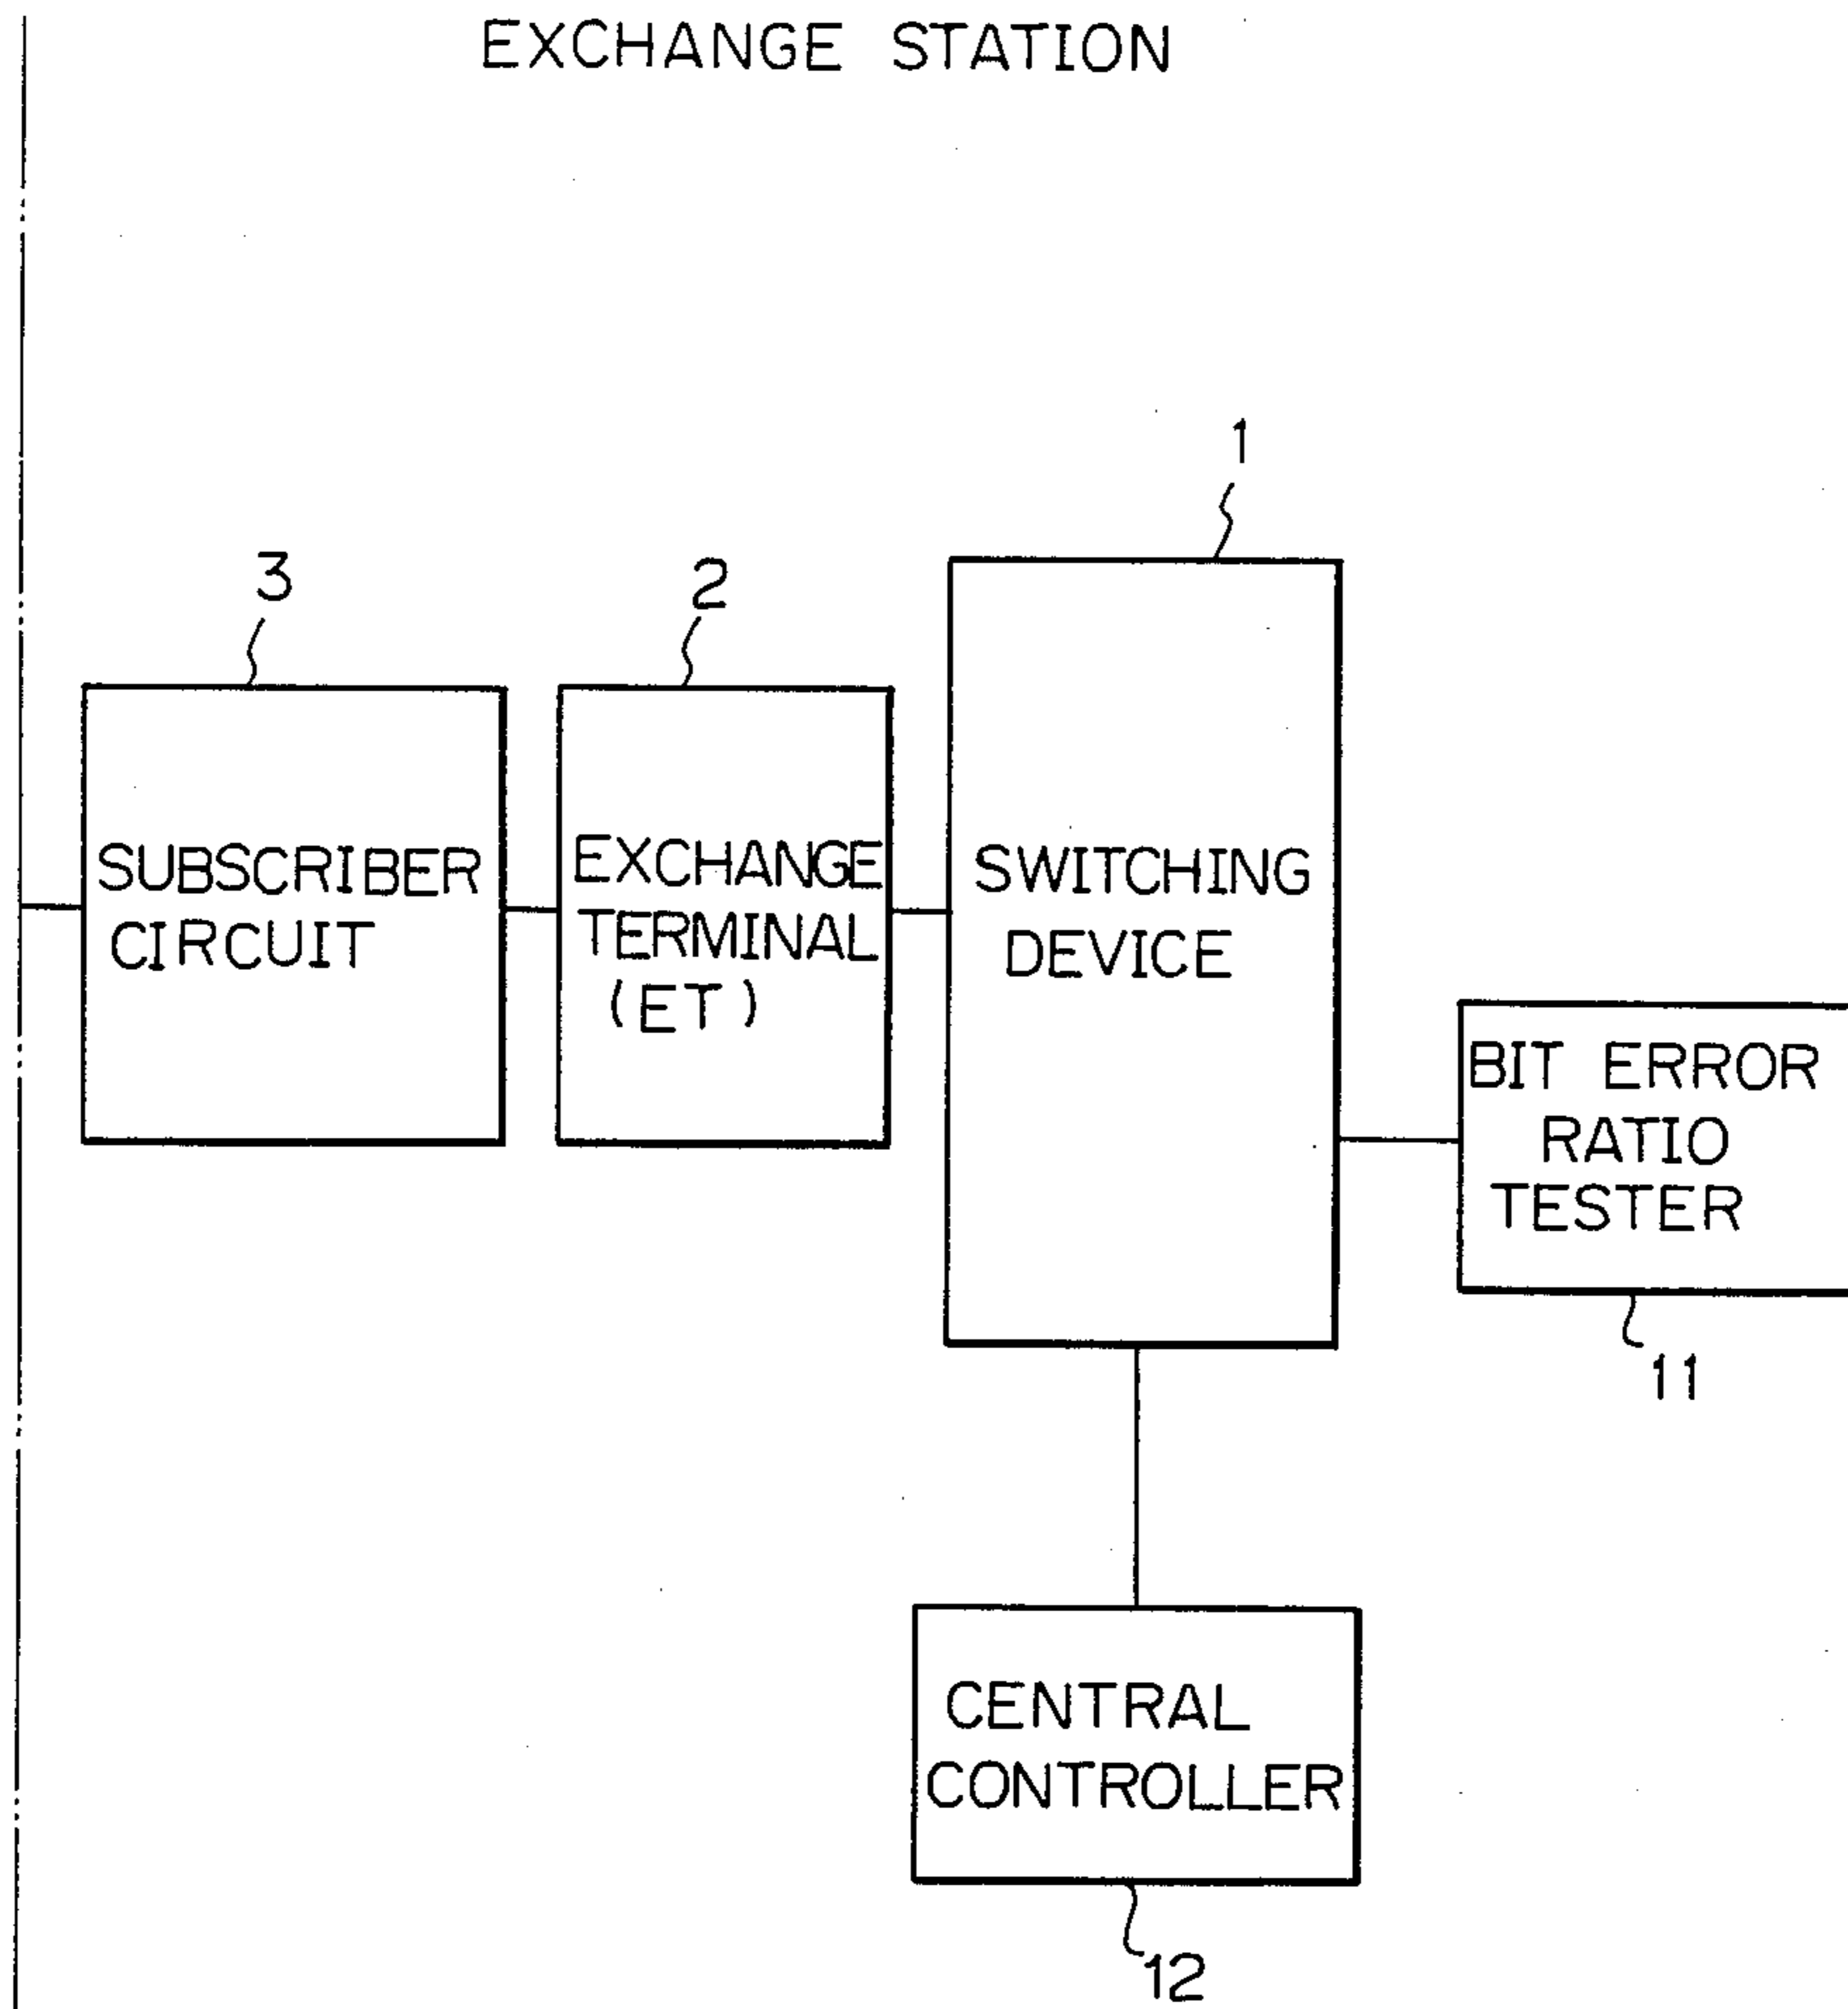 EXCHANGE STATION
1
3
2
SUBSCRIBER
CIRCUIT
EXCHANGE
TERMINAL
(ET)
SWITCHING
DEVICE
BIT ERROR
RATIO
TESTER
11
CENTRAL
CONTROLLER
12